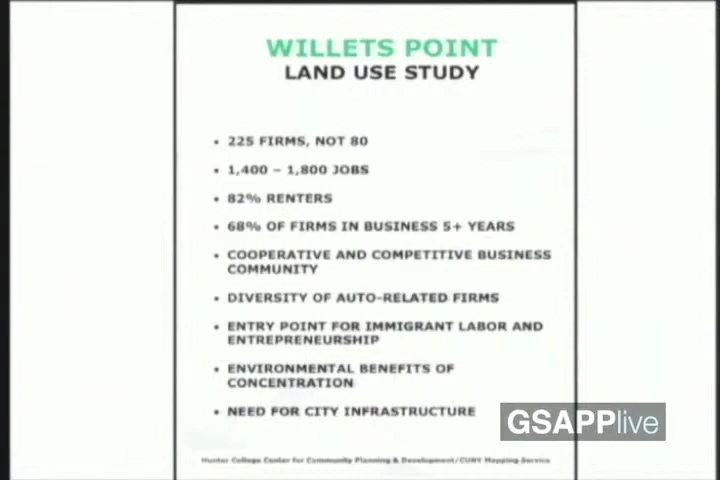 WILLETS POINT
LAND USE STUDY
• 225 FIRMS, NOT 80
• 1,400 – 1,800 JOBS
• 82% RENTERS
• 68% OF FIRMS IN BUSINESS 5+ YEARS
• COOPERATIVE AND COMPETITIVE BUSINESS
COMMUNITY
• DIVERSITY OF AUTO-RELATED FIRMS
• ENTRY POINT FOR IMMIGRANT LABOR AND
ENTREPRENEURSHIP
• ENVIRONMENTAL BENEFITS OF
CONCENTRATION
• NEED FOR CITY INFRASTRUCTURE
GSAPPlive
Hunter College Center for Community Planning & Development/CUNY Mapping Service